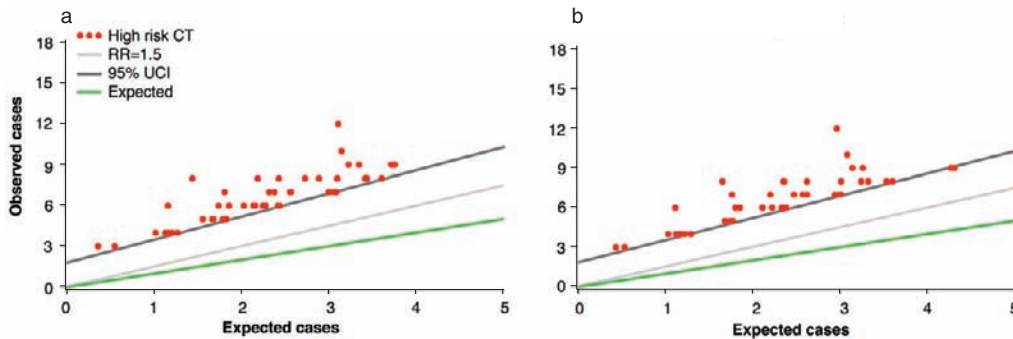 a
18
15
12
9
6
3
0
Observed cases
High risk CT
RR=1.5
95% UCI
Expected
0 1 2 3 4 5
Expected cases
b
18
15
12
9
6
3
0
0 1 2 3 4 5
Expected cases